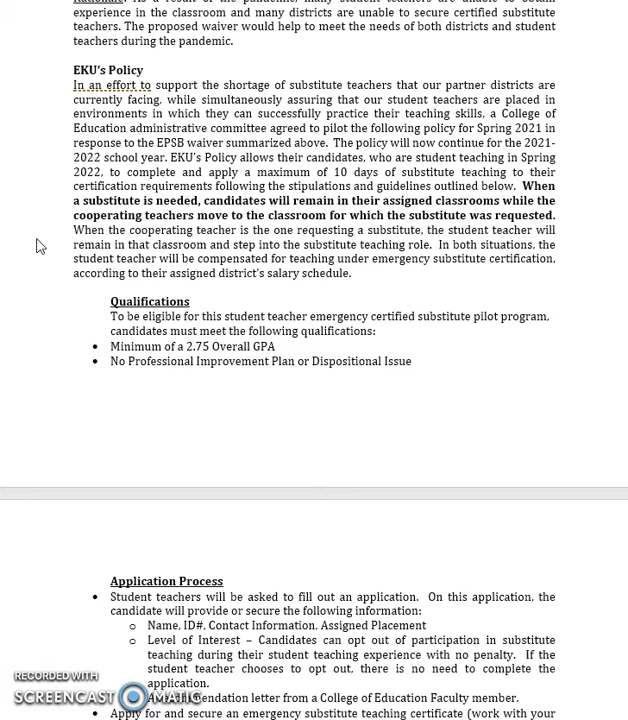 Rationale: As a result of the pandemic, many student teachers are unable to obtain
experience in the classroom and many districts are unable to secure certified substitute
teachers. The proposed waiver would help to meet the needs of both districts and student
teachers during the pandemic.
EKU's Policy
In an effort to support the shortage of substitute teachers that our partner districts are
currently facing, while simultaneously assuring that our student teachers are placed in
environments in which they can successfully practice their teaching skills, a College of
Education administrative committee agreed to pilot the following policy for Spring 2021 in
response to the EPSB waiver summarized above. The policy will now continue for the 2021-
2022 school year. EKU's Policy allows their candidates, who are student teaching in Spring
2022, to complete and apply a maximum of 10 days of substitute teaching to their
certification requirements following the stipulations and guidelines outlined below. When
a substitute is needed, candidates will remain in their assigned classrooms while the
cooperating teachers move to the classroom for which the substitute was requested.
When the cooperating teacher is the one requesting a substitute, the student teacher will
remain in that classroom and step into the substitute teaching role. In both situations, the
student teacher will be compensated for teaching under emergency substitute certification,
according to their assigned district's salary schedule.
Qualifications
To be eligible for this student teacher emergency certified substitute pilot program,
candidates must meet the following qualifications:
• Minimum of a 2.75 Overall GPA
• No Professional Improvement Plan or Dispositional Issue
Application Process
• Student teachers will be asked to fill out an application. On this application, the
candidate will provide or secure the following information:
o Name, ID#, Contact Information, Assigned Placement
o Level of Interest – Candidates can opt out of participation in substitute
teaching during their student teaching experience with no penalty. If the
student teacher chooses to opt out, there is no need to complete the
application.
letter from a College of Education Faculty member.
• Apply for and secure an emergency substitute teaching certificate (work with your
RECORDED WITH
SCREENCAST MATIC